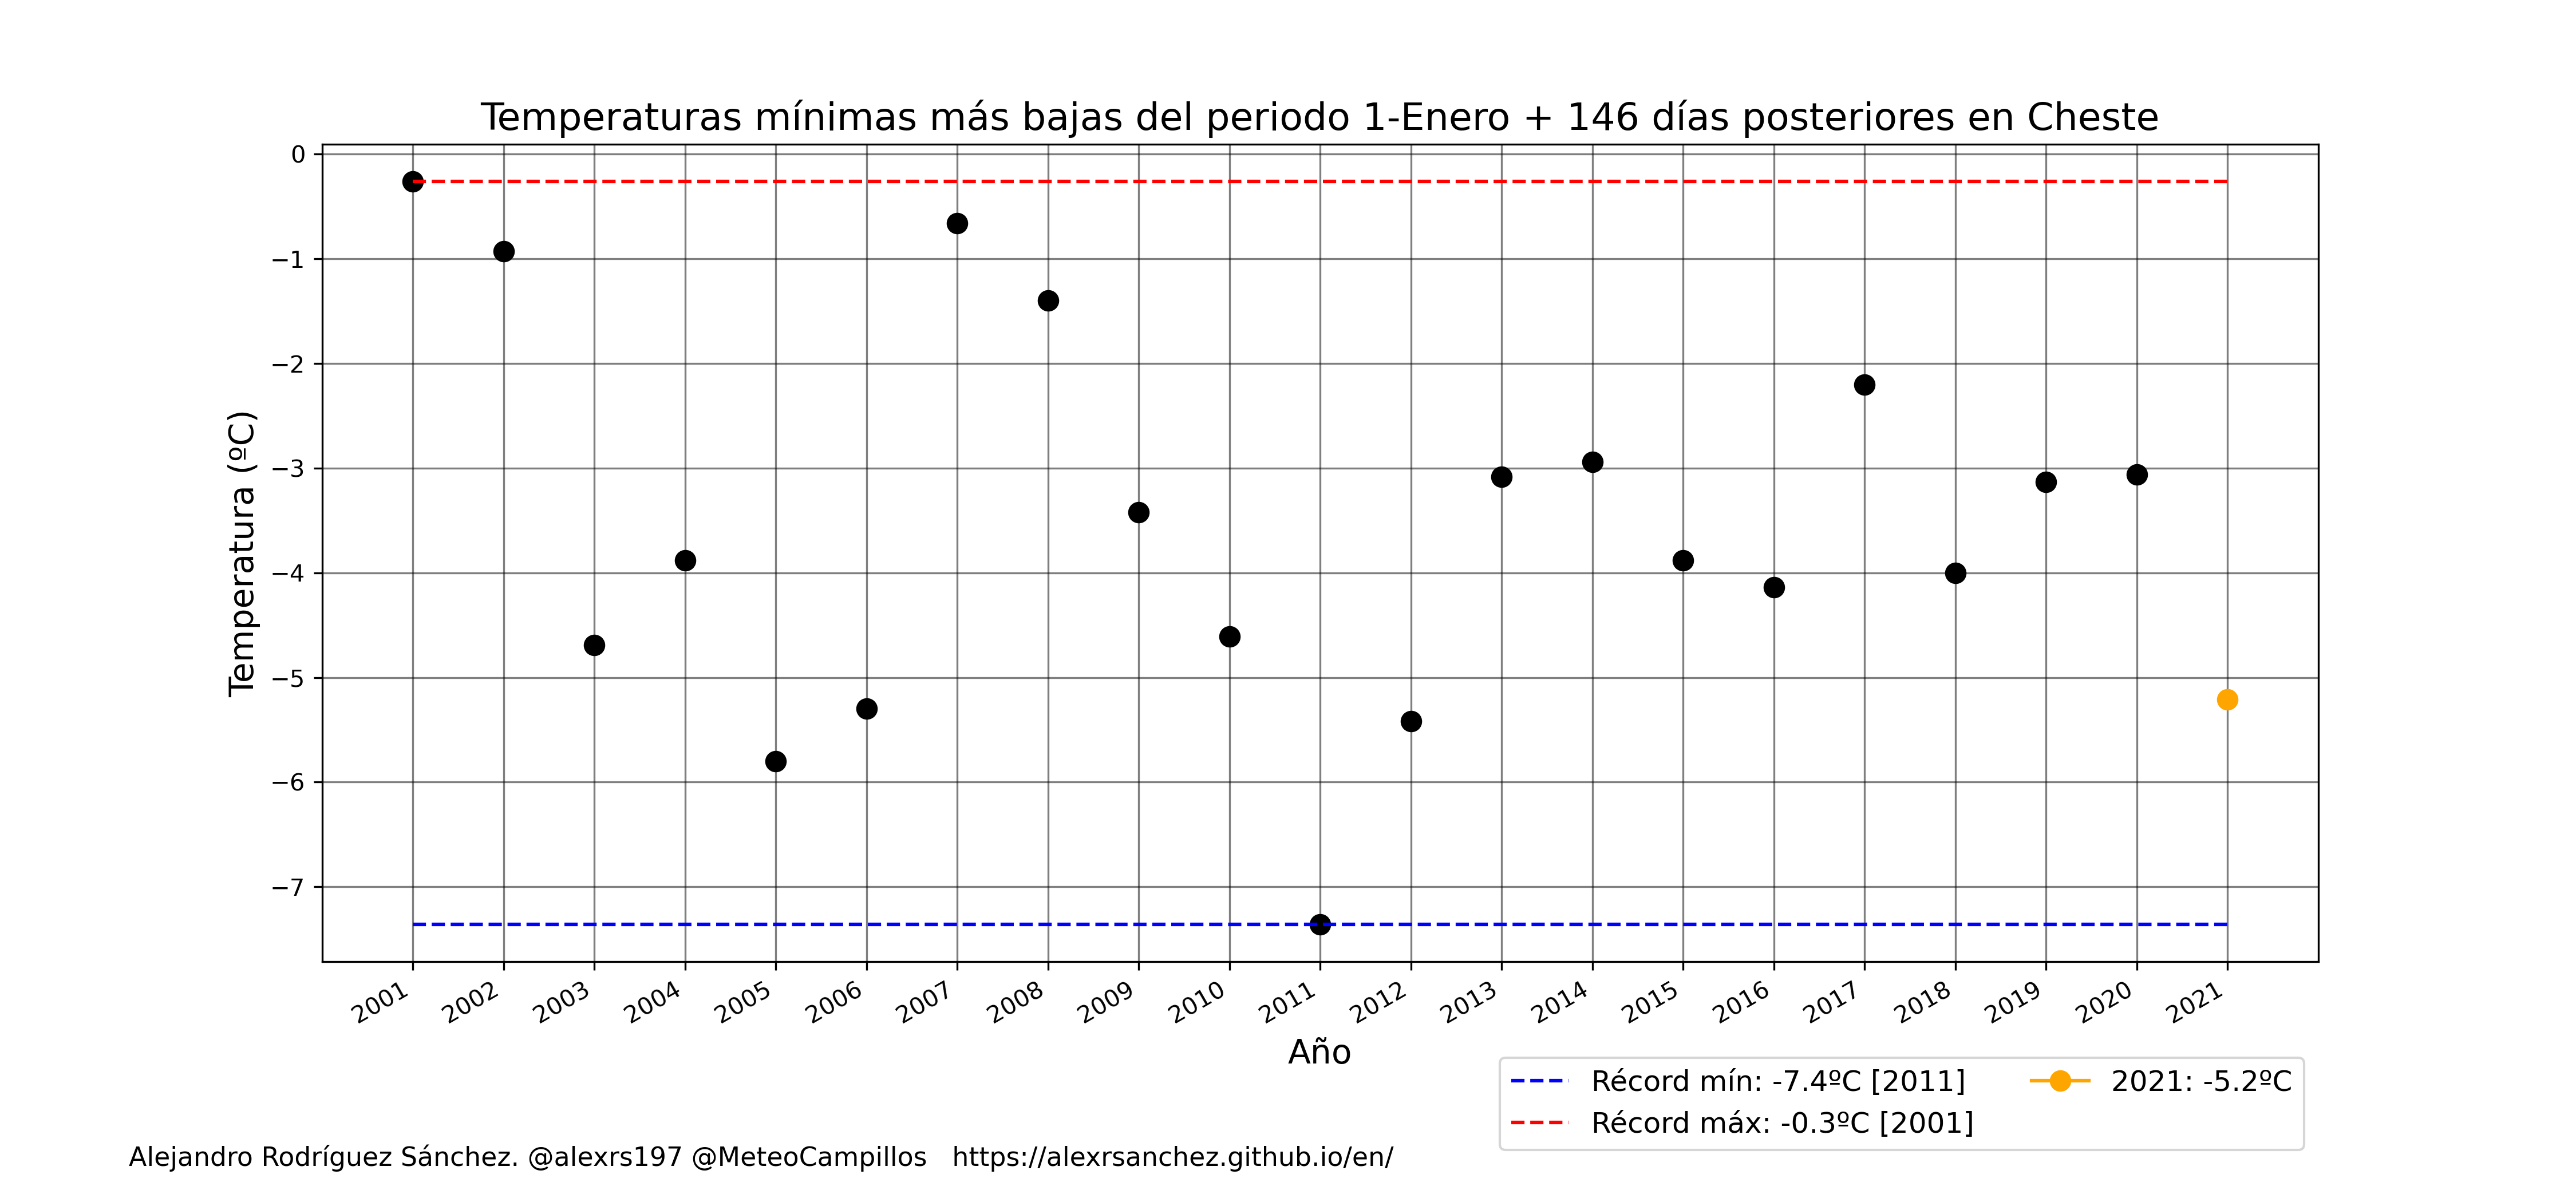 Temperaturas mínimas más bajas del periodo 1-Enero + 146 días posteriores en Cheste
Temperatura (ºC)
0
−1
−2
−3
−4
−5
−6
−7
2001 2002 2003 2004 2005 2006 2007 2008 2009 2010 2011 2012 2013 2014 2015 2016 2017 2018 2019 2020 2021
Año
Récord mín: -7.4ºC [2011]
Récord máx: -0.3ºC [2001]
2021: -5.2ºC
Alejandro Rodríguez Sánchez. @alexrs197 @MeteoCampillos https://alexrsanchez.github.io/en/